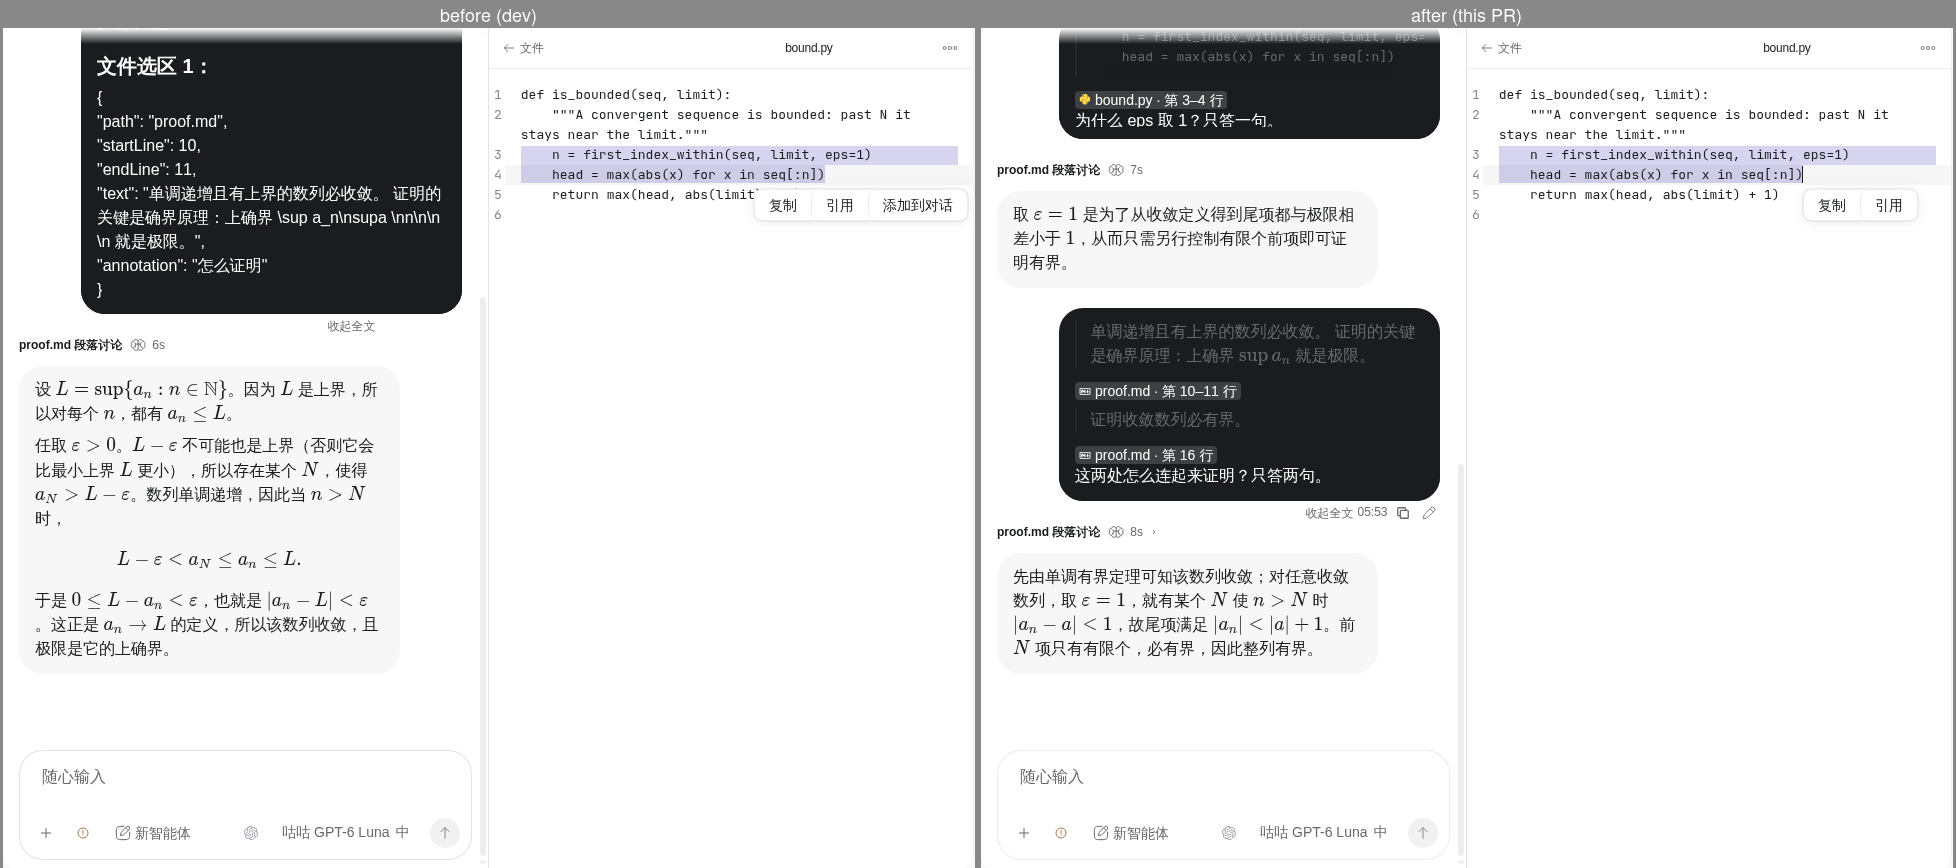 before (dev)
文件选区 1：
{
"path": "proof.md",
"startLine": 10,
"endLine": 11,
"text": "单调递增且有上界的数列必收敛。 证明的
关键是确界原理：上确界 \sup a_n\nsupa \nn\nn\n
\n 就是极限。",
"annotation": "怎么证明"
}
收起全文
proof.md 段落讨论 6s
设 L = sup{aₙ : n ∈ ℕ}。因为 L 是上界，所
以对每个 n，都有 aₙ ≤ L。
任取 ε > 0。L − ε 不可能也是上界（否则它会
比最小上界 L 更小），所以存在某个 N，使得
a_N > L − ε。数列单调递增，因此当 n > N
时，
L − ε < a_N ≤ aₙ ≤ L.
于是 0 ≤ L − aₙ < ε，也就是 |aₙ − L| < ε
。这正是 aₙ → L 的定义，所以该数列收敛，且
极限是它的上确界。
随心输入
新智能体 咕咕 GPT-6 Luna 中
← 文件 bound.py
1 def is_bounded(seq, limit):
2 """A convergent sequence is bounded: past N it
stays near the limit."""
3 n = first_index_within(seq, limit, eps=1)
4 head = max(abs(x) for x in seq[:n])
5 return max(head, abs(limit)
6
复制 引用 添加到对话
after (this PR)
n = first_index_within(seq, limit, eps=
head = max(abs(x) for x in seq[:n])
bound.py · 第 3–4 行
为什么 eps 取 1？只答一句。
proof.md 段落讨论 7s
取 ε = 1 是为了从收敛定义得到尾项都与极限相
差小于 1，从而只需另行控制有限个前项即可证
明有界。
单调递增且有上界的数列必收敛。 证明的关键
是确界原理：上确界 sup aₙ 就是极限。
proof.md · 第 10–11 行
证明收敛数列必有界。
proof.md · 第 16 行
这两处怎么连起来证明？只答两句。
收起全文 05:53
proof.md 段落讨论 8s ›
先由单调有界定理可知该数列收敛；对任意收敛
数列，取 ε = 1，就有某个 N 使 n > N 时
|aₙ − a| < 1，故尾项满足 |aₙ| < |a| + 1。前
N 项只有有限个，必有界，因此整列有界。
随心输入
新智能体 咕咕 GPT-6 Luna 中
← 文件 bound.py
1 def is_bounded(seq, limit):
2 """A convergent sequence is bounded: past N it
stays near the limit."""
3 n = first_index_within(seq, limit, eps=1)
4 head = max(abs(x) for x in seq[:n])
5 return max(head, abs(limit) + 1)
6
复制 引用